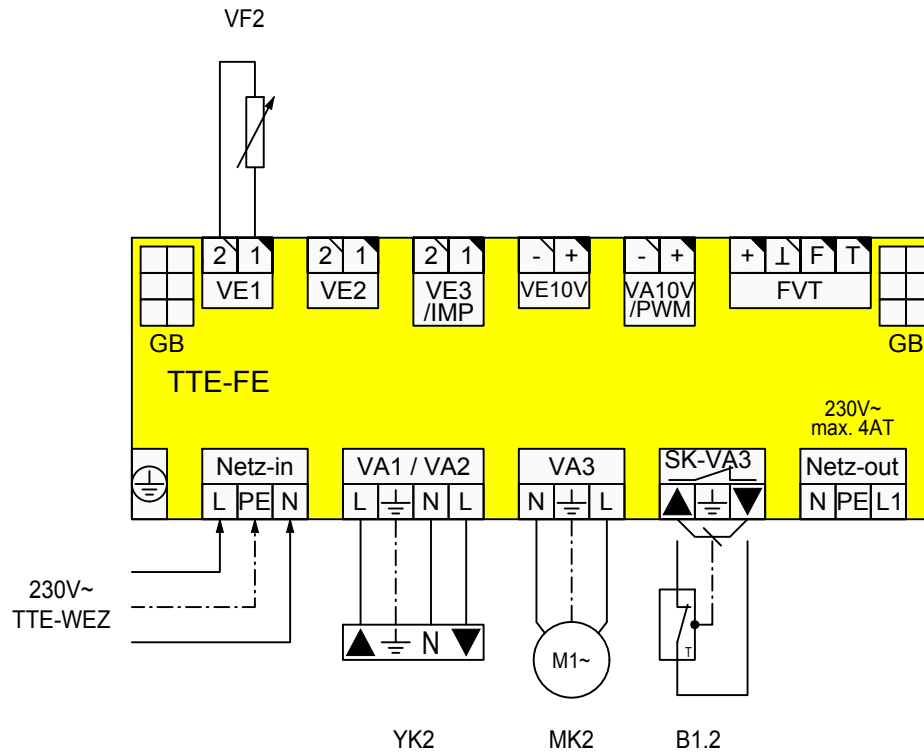 VF2
2 1 2 1 2 1 - + - + + ⊥ F T
VE1 VE2 VE3 VE10V VA10V FVT
/IMP /PWM
GB GB
TTE-FE
230V~
max. 4AT
Netz-in VA1 / VA2 VA3 SK-VA3 Netz-out
L PE N L ⏚ N L N ⏚ L ▲ ⏚ ▼ N PE L1
230V~
TTE-WEZ
▲ ⏚ N ▼ M1~ T
YK2 MK2 B1.2